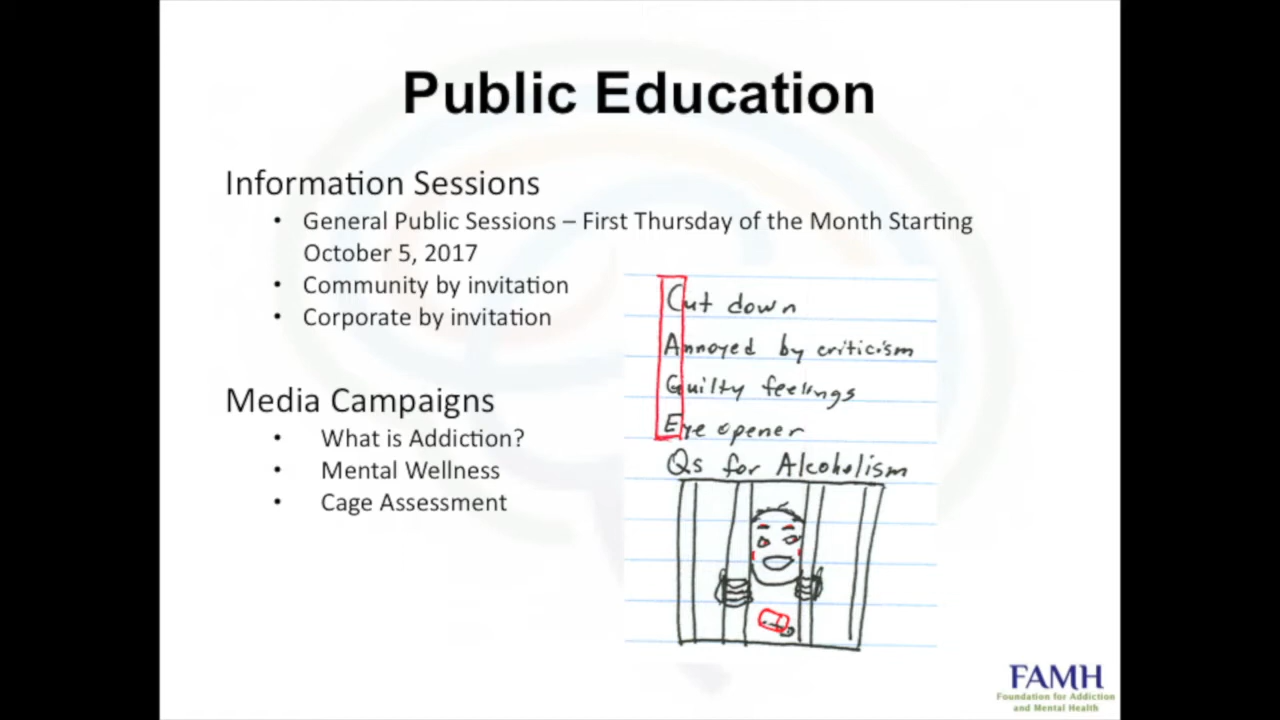 Public Education
Information Sessions
• General Public Sessions – First Thursday of the Month Starting
October 5, 2017
• Community by invitation
• Corporate by invitation
Media Campaigns
• What is Addiction?
• Mental Wellness
• Cage Assessment
Cut down
Annoyed by criticism
Guilty feelings
Eye opener
Qs for Alcoholism
FAMH
Foundation for Addiction
and Mental Health